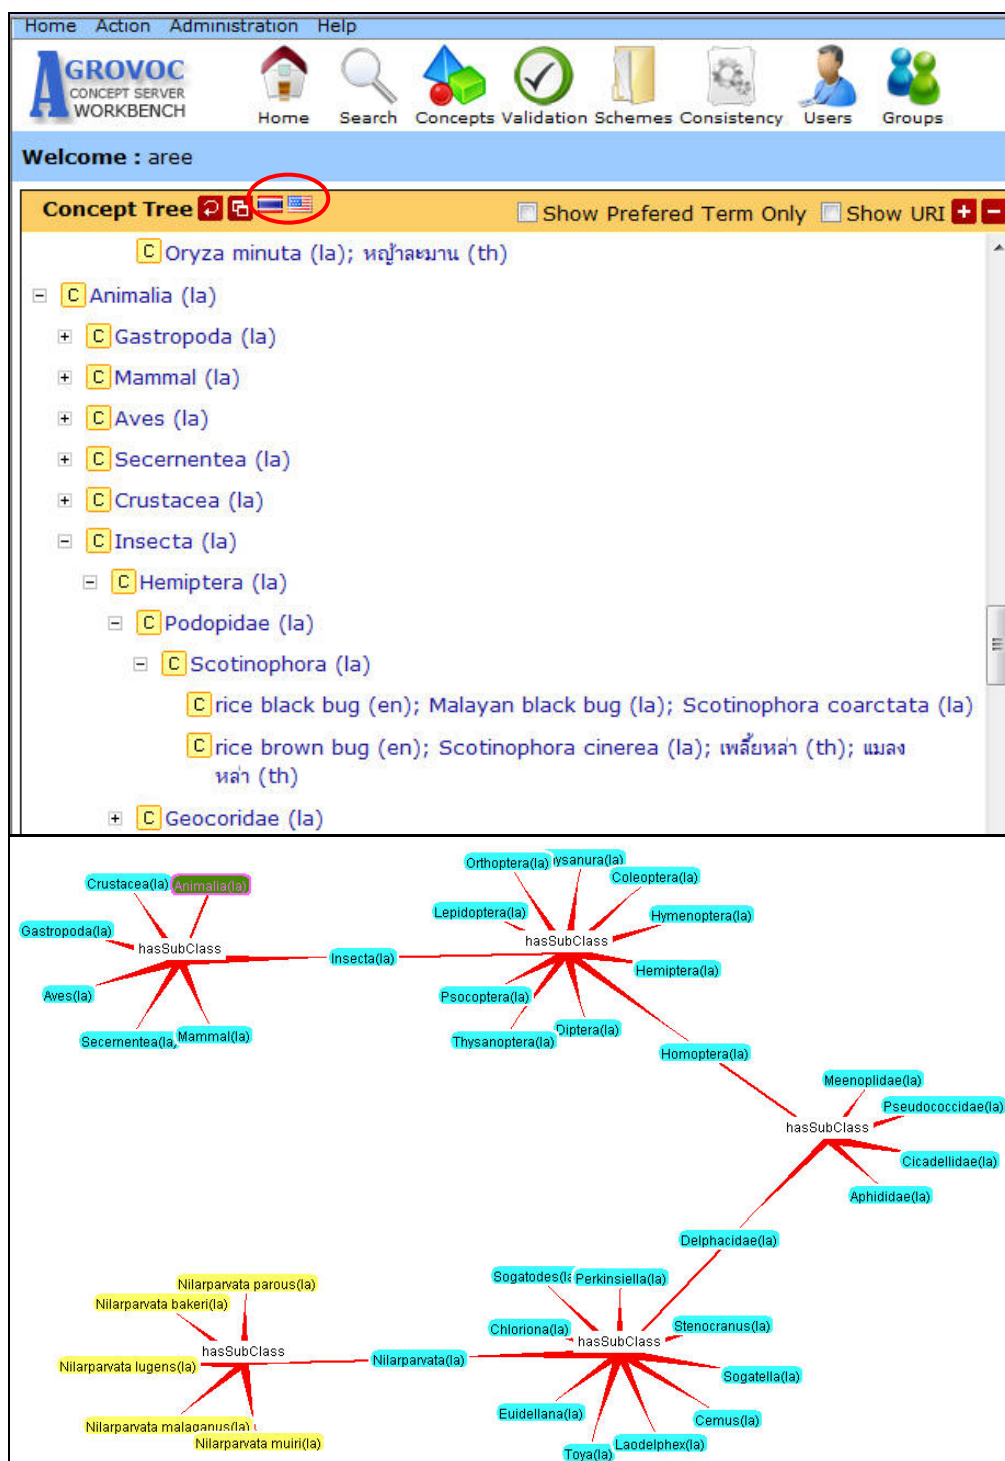 Home Action Administration Help
AGROVOC
CONCEPT SERVER
WORKBENCH
Home Search Concepts Validation Schemes Consistency Users Groups
Welcome : aree
Concept Tree Show Prefered Term Only Show URI
C Oryza minuta (la); หญ้าละมาน (th)
C Animalia (la)
C Gastropoda (la)
C Mammal (la)
C Aves (la)
C Secernentea (la)
C Crustacea (la)
C Insecta (la)
C Hemiptera (la)
C Podopidae (la)
C Scotinophora (la)
C rice black bug (en); Malayan black bug (la); Scotinophora coarctata (la)
C rice brown bug (en); Scotinophora cinerea (la); เพลี้ยหล่า (th); แมลง
หล่า (th)
C Geocoridae (la)
Orthoptera(la) ysanura(la)
Coleoptera(la)
Crustacea(la) Animalia(la)
Lepidoptera(la) Hymenoptera(la)
Gastropoda(la)
hasSubClass hasSubClass
Insecta(la) Hemiptera(la)
Aves(la) Psocoptera(la)
Secernentea(la) Mammal(la) Thysanoptera(la) Diptera(la)
Homoptera(la)
Meenoplidae(la)
Pseudococcidae(la)
hasSubClass
Cicadellidae(la)
Aphididae(la)
Delphacidae(la)
Nilarparvata parous(la) Sogatodes(la Perkinsiella(la)
Nilarparvata bakeri(la)
Chloriona(la) Stenocranus(la)
hasSubClass hasSubClass
Nilarparvata lugens(la) Nilarparvata(la)
Sogatella(la)
Nilarparvata malaganus(la) Euidellana(la) Cemus(la)
Nilarparvata muiri(la) Toya(la) Laodelphex(la)